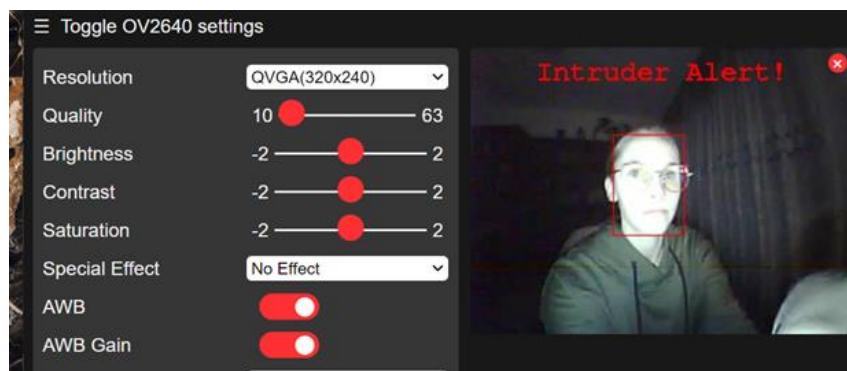 ☰ Toggle OV2640 settings
Resolution QVGA(320x240)
Quality 10 63
Brightness -2 2
Contrast -2 2
Saturation -2 2
Special Effect No Effect
AWB
AWB Gain
Intruder Alert!